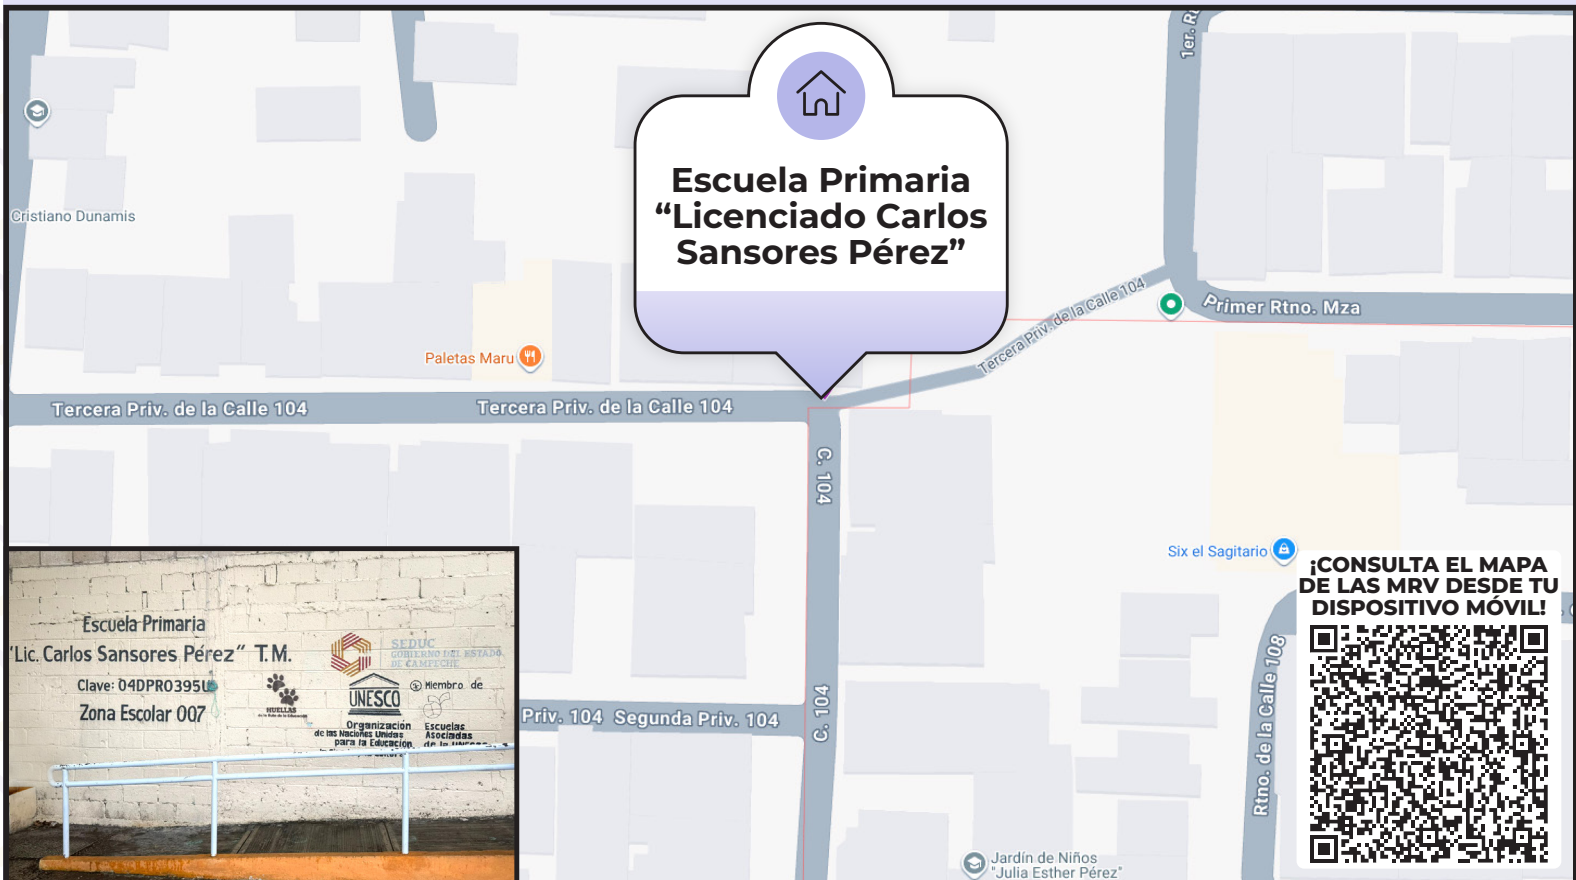 1er. R
Escuela Primaria
“Licenciado Carlos
Sansores Pérez”
Cristiano Dunamis
Tercera Priv. de la Calle 104
Primer Rtno. Mza
Paletas Maru
Tercera Priv. de la Calle 104
Tercera Priv. de la Calle 104
C. 104
Six el Sagitario
¡CONSULTA EL MAPA
DE LAS MRV DESDE TU
DISPOSITIVO MÓVIL!
Escuela Primaria
"Lic. Carlos Sansores Pérez" T.M.
Clave: 04DPR0395U
Zona Escolar 007
HUELLAS
SEDUC
GOBIERNO DEL ESTADO
DE CAMPECHE
UNESCO
Organización
de las Naciones Unidas
para la Educación,
Miembro de
Escuelas
Asociadas
de la UNESCO
Priv. 104
Segunda Priv. 104
C. 104
Rtno. de la Calle 108
Jardín de Niños
"Julia Esther Pérez"